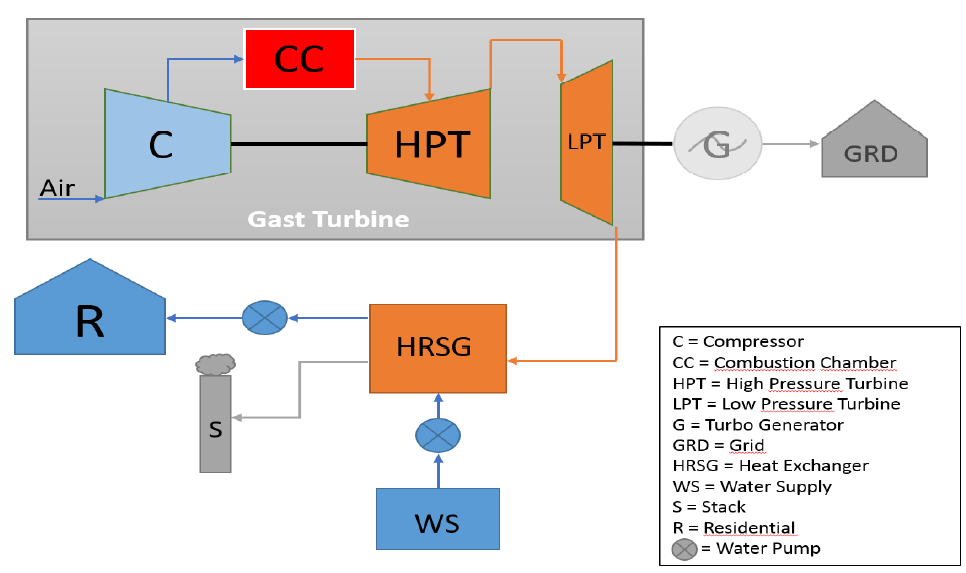 CC
C
HPT
LPT
G
GRD
Air
Gast Turbine
R
HRSG
S
WS
C = Compressor
CC = Combustion Chamber
HPT = High Pressure Turbine
LPT = Low Pressure Turbine
G = Turbo Generator
GRD = Grid
HRSG = Heat Exchanger
WS = Water Supply
S = Stack
R = Residential
= Water Pump